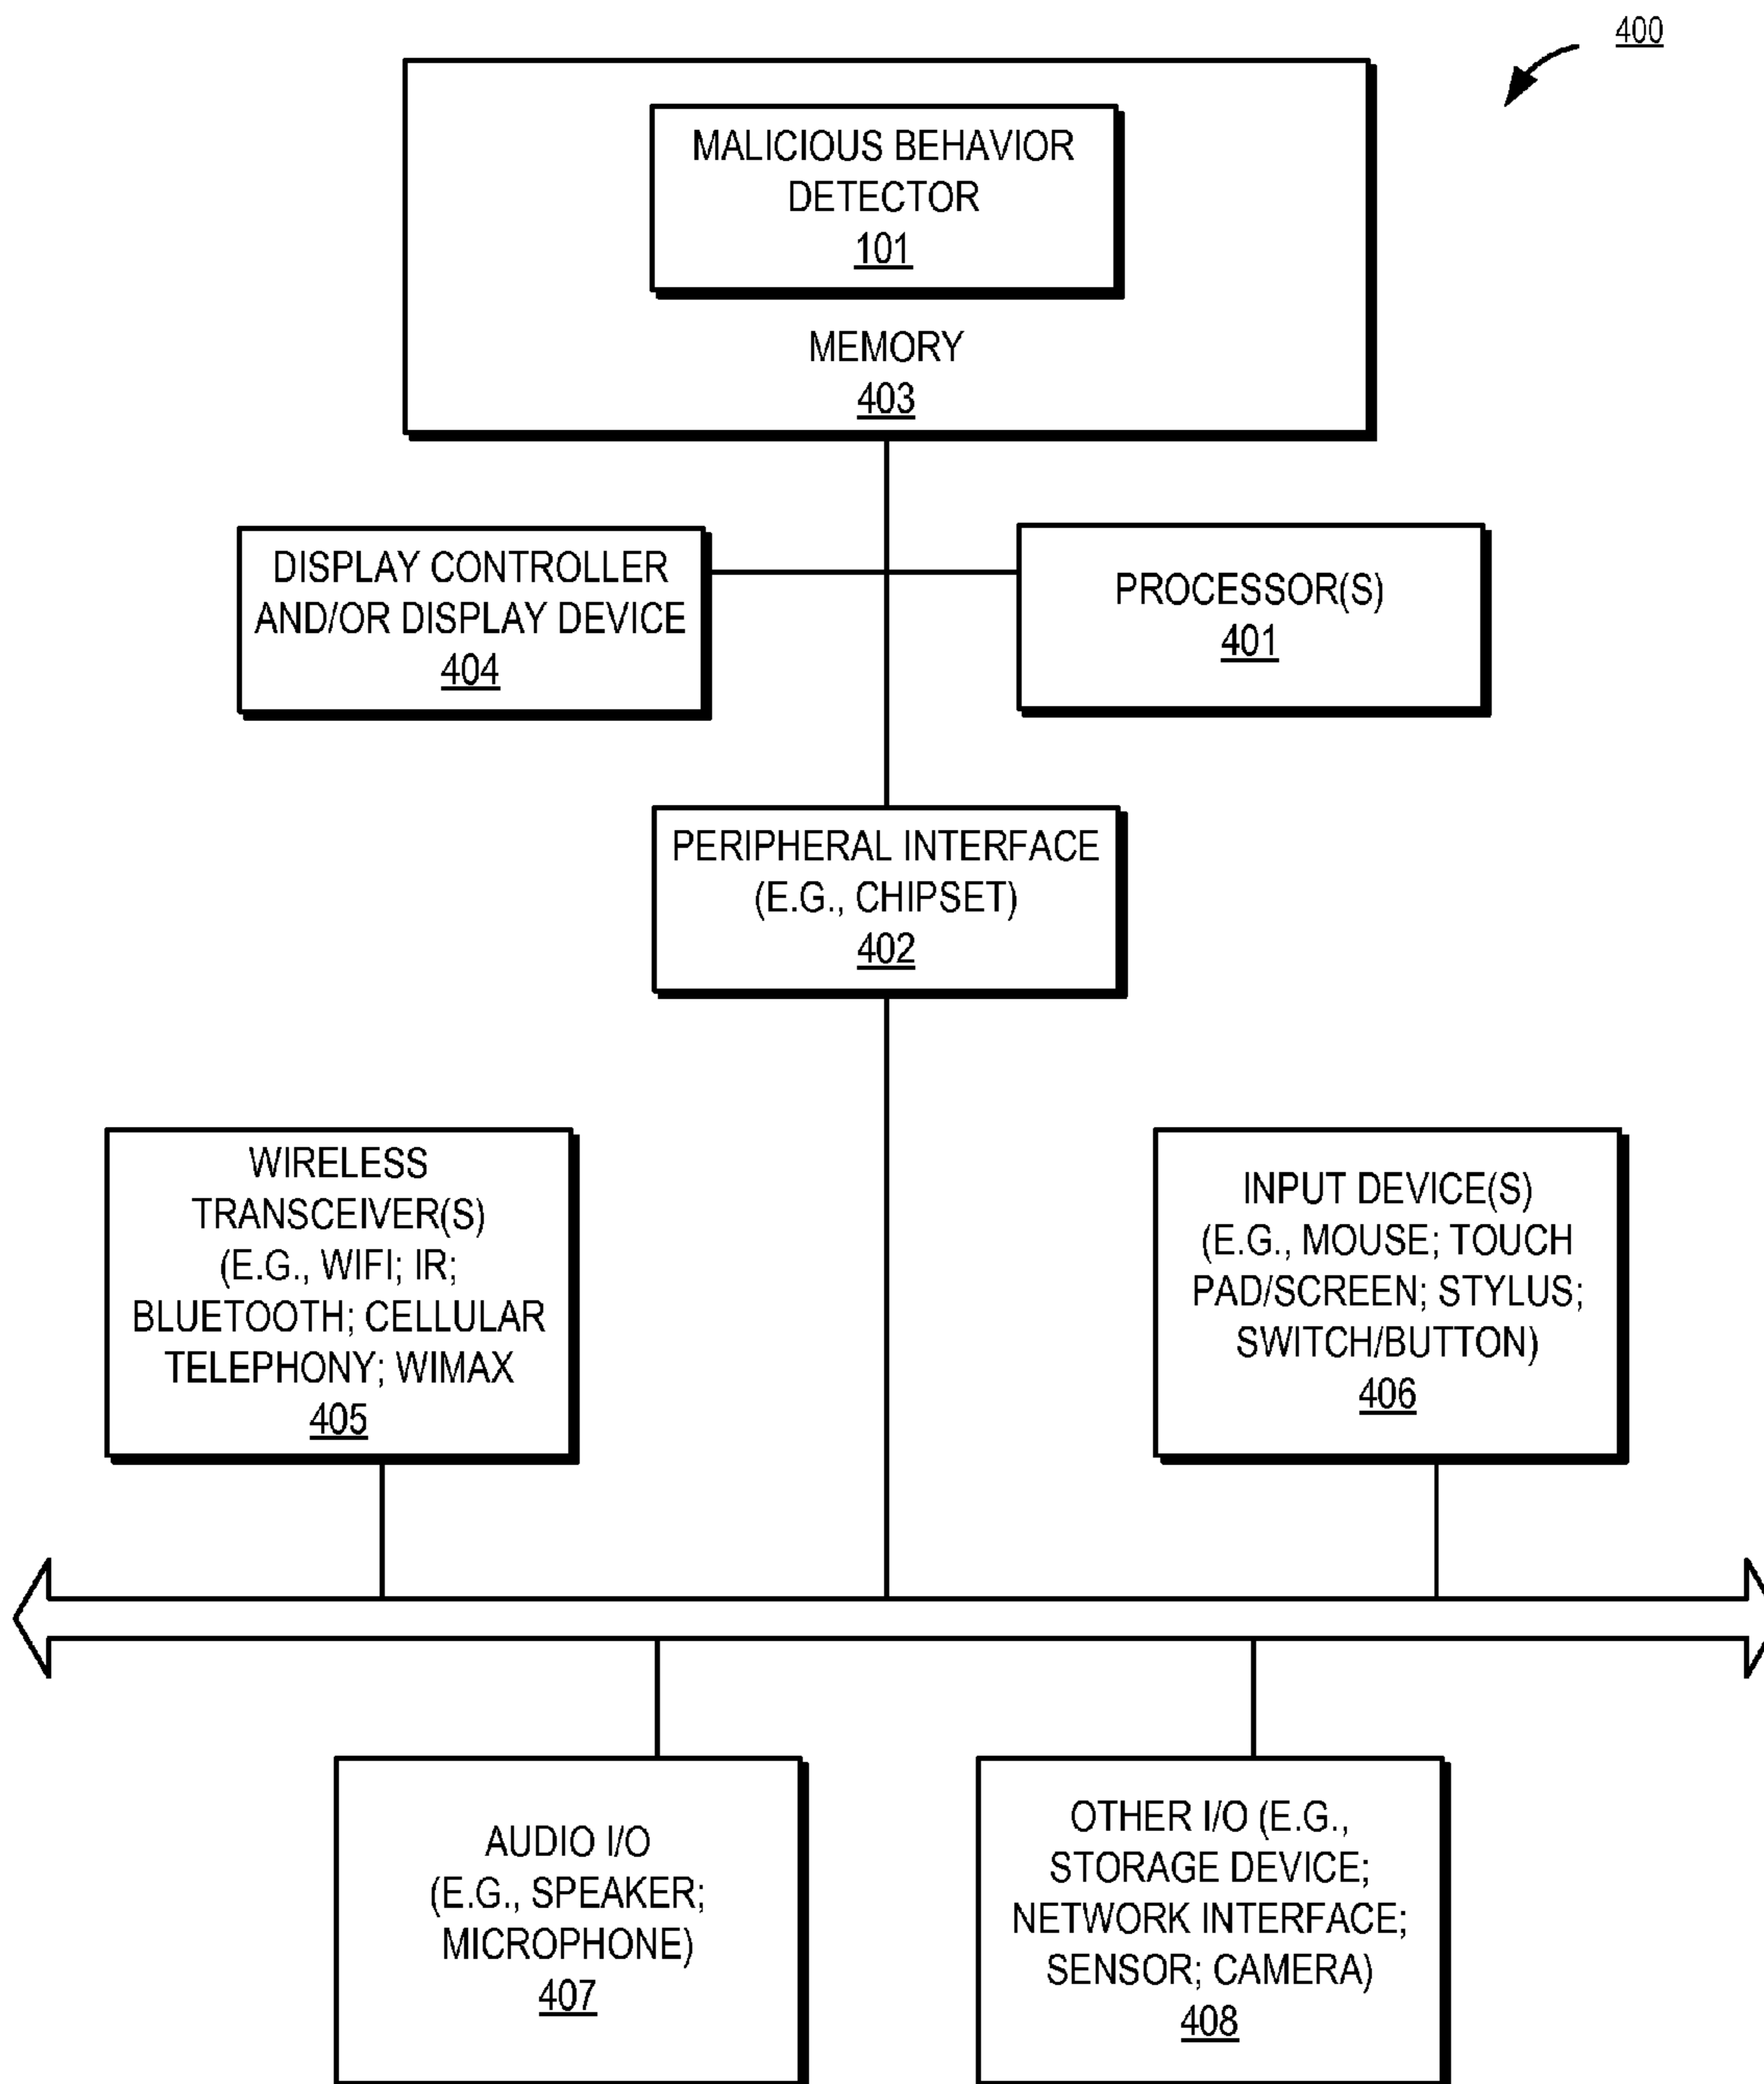 400
MALICIOUS BEHAVIOR
DETECTOR
101
MEMORY
403
DISPLAY CONTROLLER
AND/OR DISPLAY DEVICE
404
PROCESSOR(S)
401
PERIPHERAL INTERFACE
(E.G., CHIPSET)
402
WIRELESS
TRANSCEIVER(S)
(E.G., WIFI; IR;
BLUETOOTH; CELLULAR
TELEPHONY; WIMAX
405
INPUT DEVICE(S)
(E.G., MOUSE; TOUCH
PAD/SCREEN; STYLUS;
SWITCH/BUTTON)
406
AUDIO I/O
(E.G., SPEAKER;
MICROPHONE)
407
OTHER I/O (E.G.,
STORAGE DEVICE;
NETWORK INTERFACE;
SENSOR; CAMERA)
408